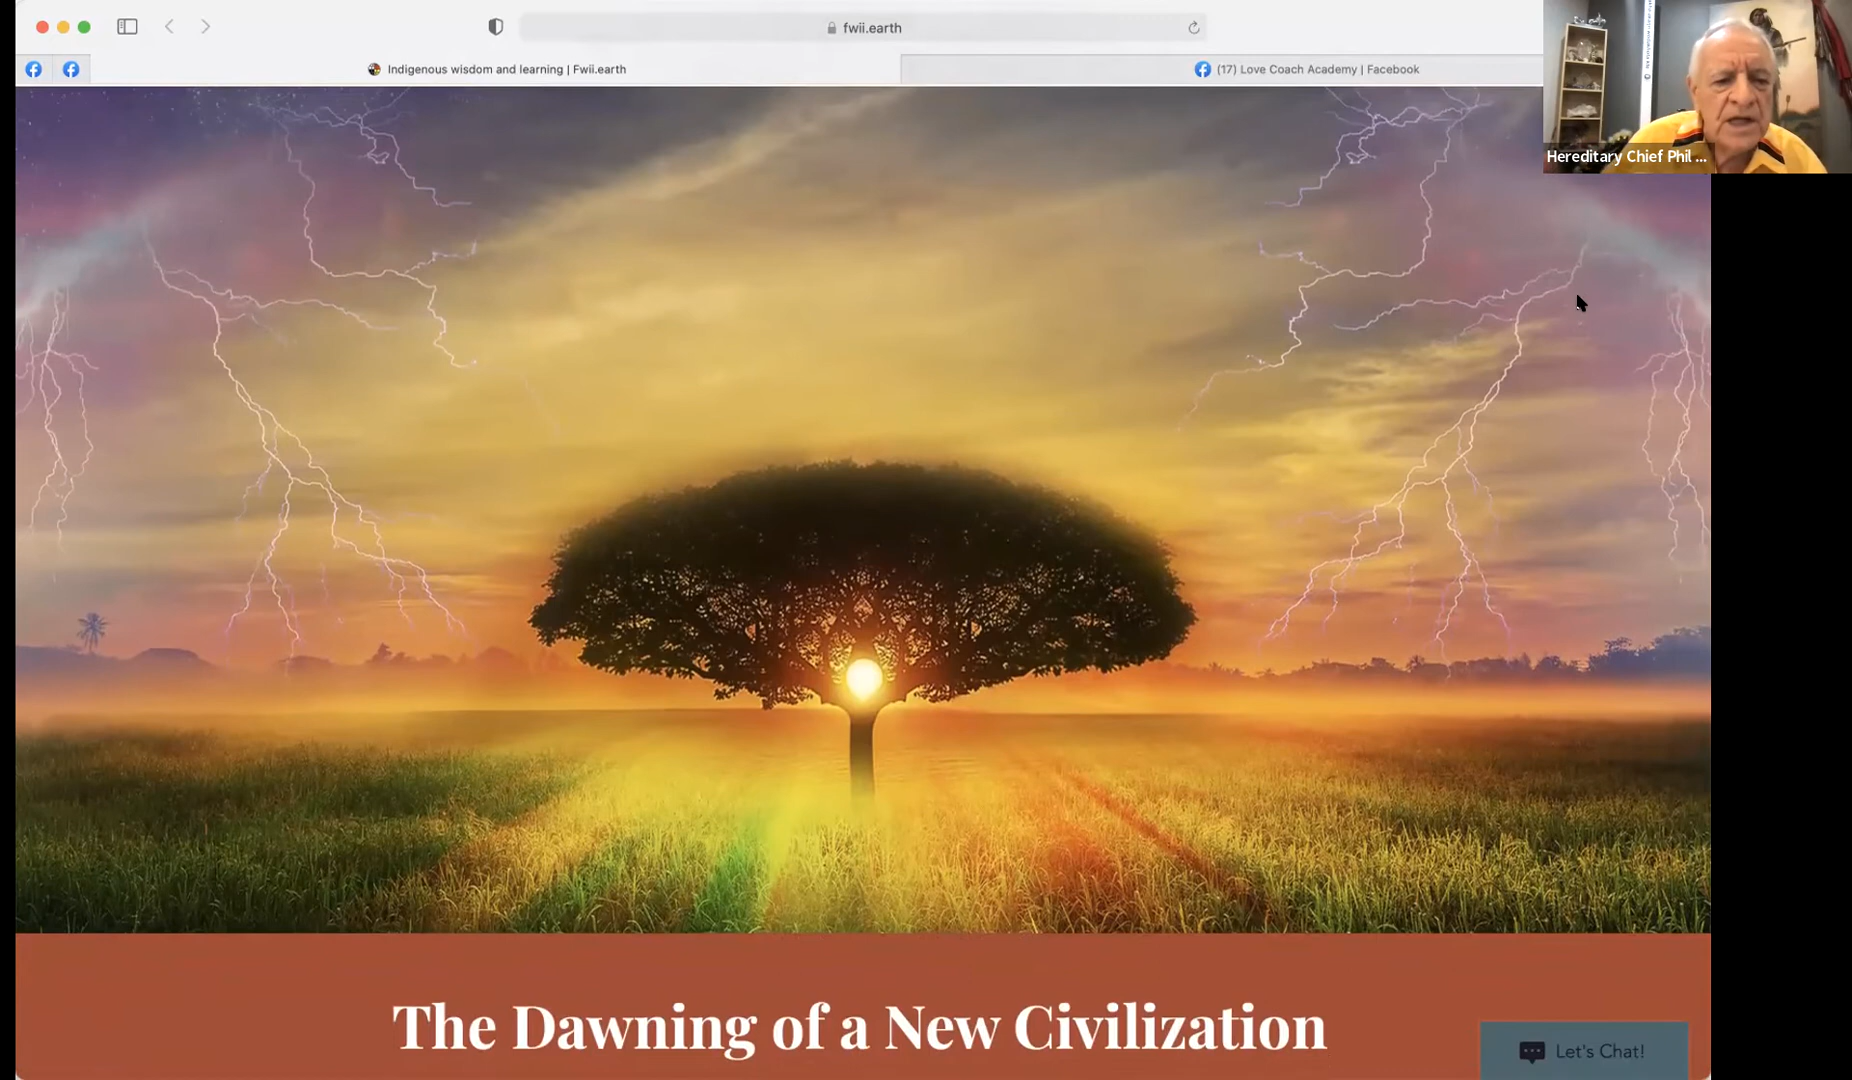 fwii.earth
Indigenous wisdom and learning | Fwii.earth
(17) Love Coach Academy | Facebook
Hereditary Chief Phil ...
The Dawning of a New Civilization
Let's Chat!